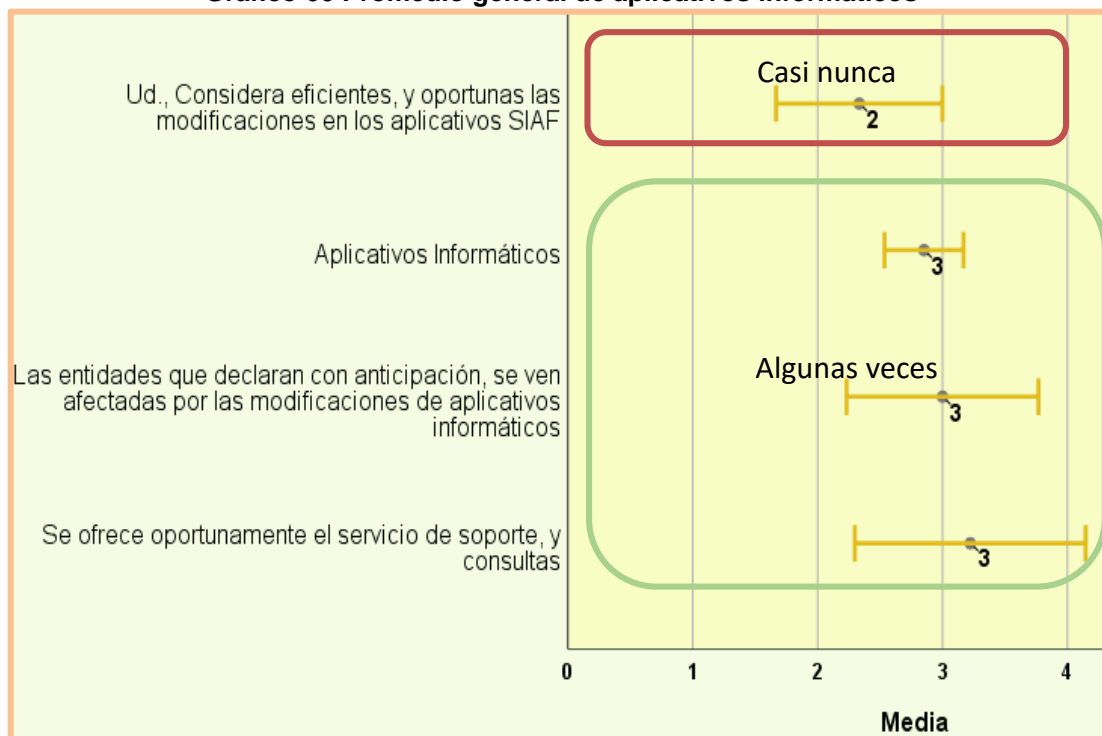 Ud., Considera eficientes, y oportunas las
modificaciones en los aplicativos SIAF
Casi nunca
2
Aplicativos Informáticos
3
Las entidades que declaran con anticipación, se ven
afectadas por las modificaciones de aplicativos
informáticos
Algunas veces
3
Se ofrece oportunamente el servicio de soporte, y
consultas
3
0 1 2 3 4
Media